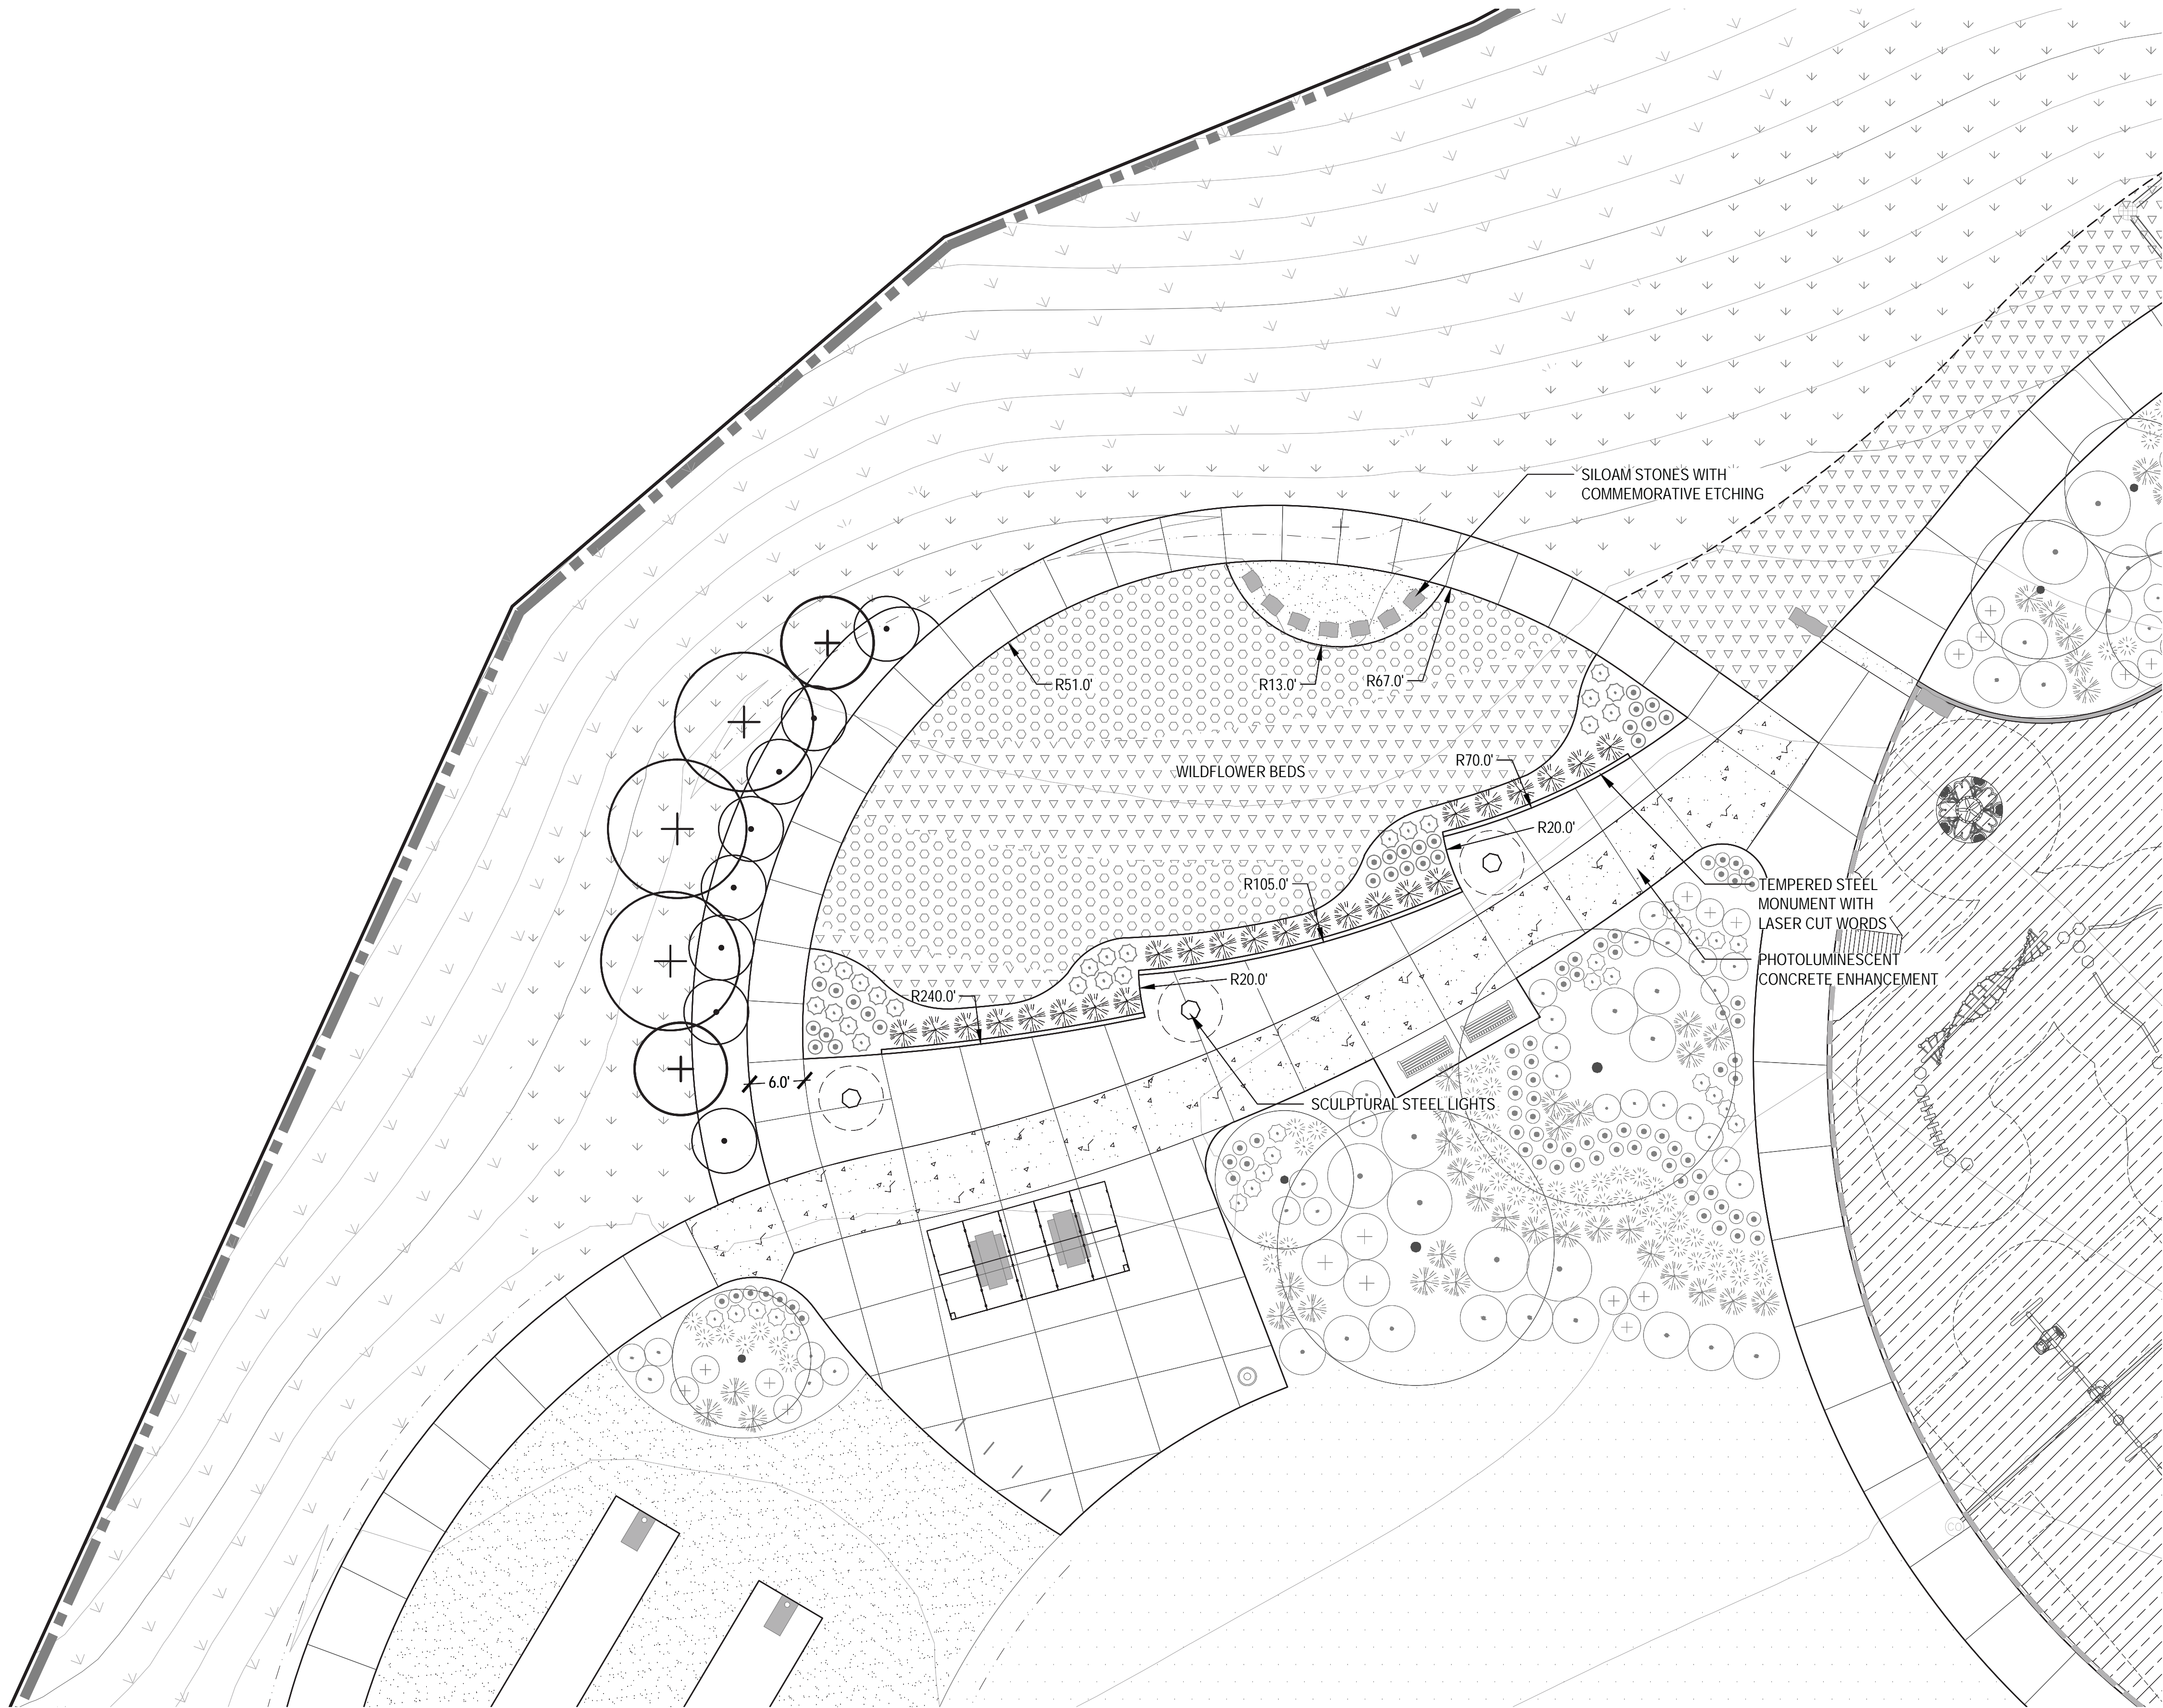 SILOAM STONES WITH
COMMEMORATIVE ETCHING
R51.0'
R13.0'
R67.0'
WILDFLOWER BEDS
R70.0'
R20.0'
R105.0'
TEMPERED STEEL
MONUMENT WITH
LASER CUT WORDS
PHOTOLUMINESCENT
CONCRETE ENHANCEMENT
R240.0'
R20.0'
6.0'
SCULPTURAL STEEL LIGHTS